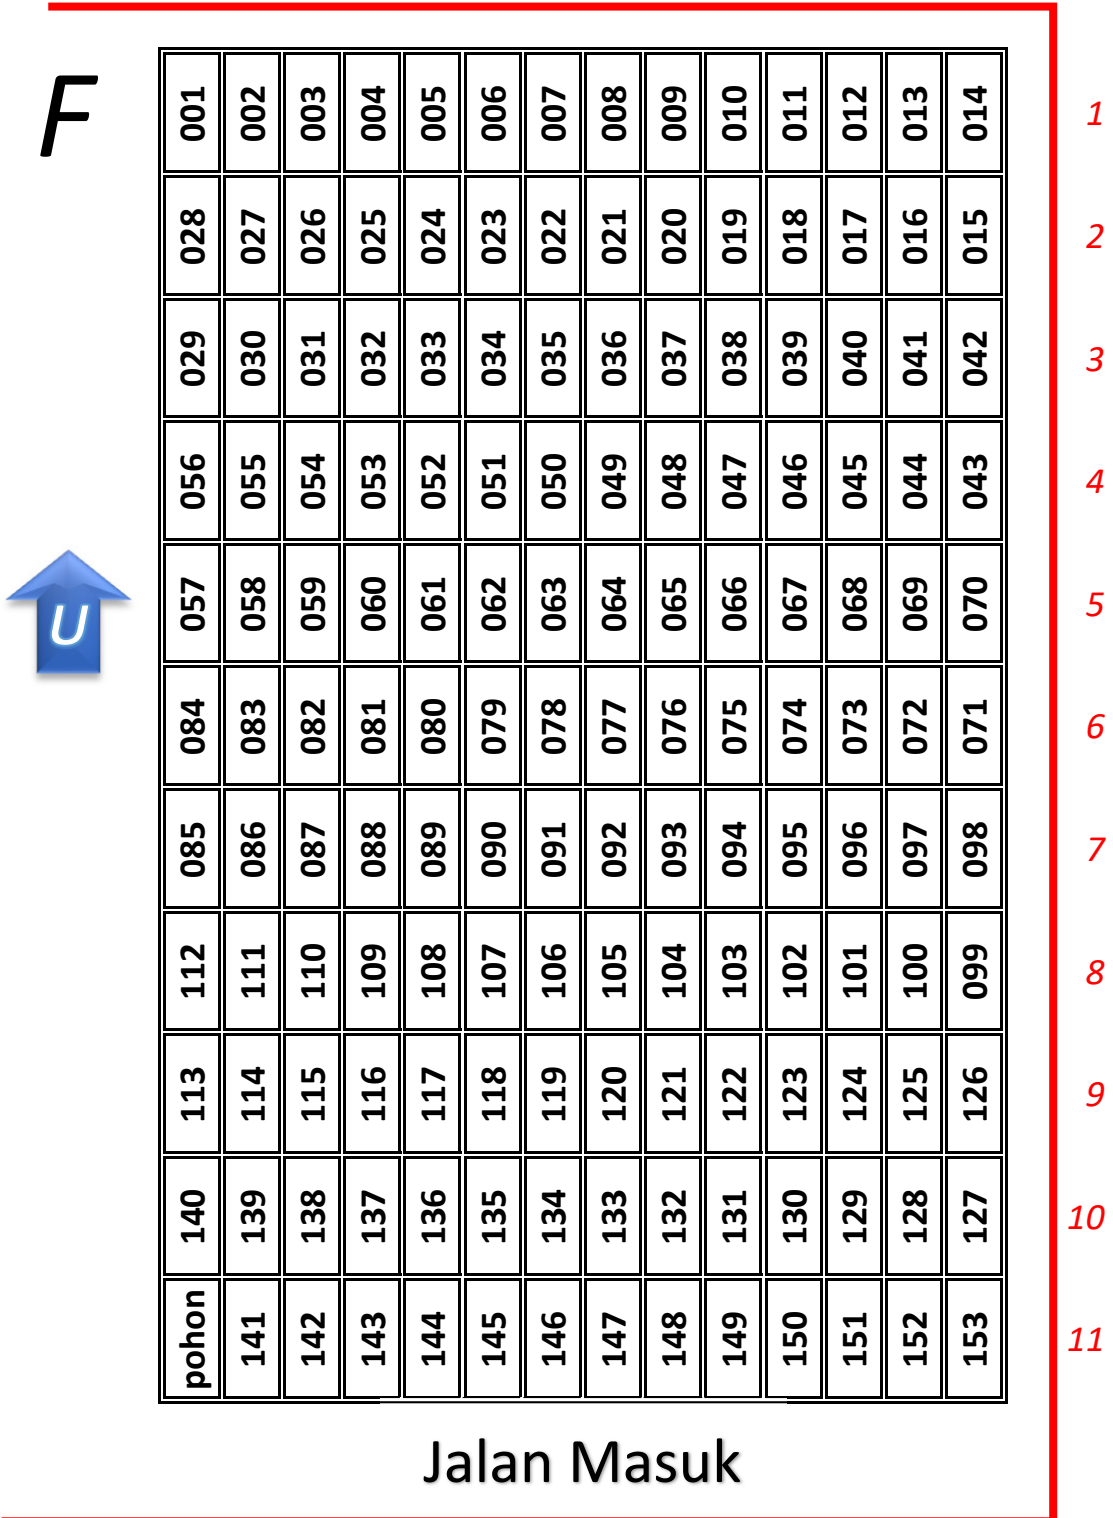 F
001 002 003 004 005 006 007 008 009 010 011 012 013 014 1
028 027 026 025 024 023 022 021 020 019 018 017 016 015 2
029 030 031 032 033 034 035 036 037 038 039 040 041 042 3
056 055 054 053 052 051 050 049 048 047 046 045 044 043 4
U
057 058 059 060 061 062 063 064 065 066 067 068 069 070 5
084 083 082 081 080 079 078 077 076 075 074 073 072 071 6
085 086 087 088 089 090 091 092 093 094 095 096 097 098 7
112 111 110 109 108 107 106 105 104 103 102 101 100 099 8
113 114 115 116 117 118 119 120 121 122 123 124 125 126 9
140 139 138 137 136 135 134 133 132 131 130 129 128 127 10
pohon 141 142 143 144 145 146 147 148 149 150 151 152 153 11
Jalan Masuk